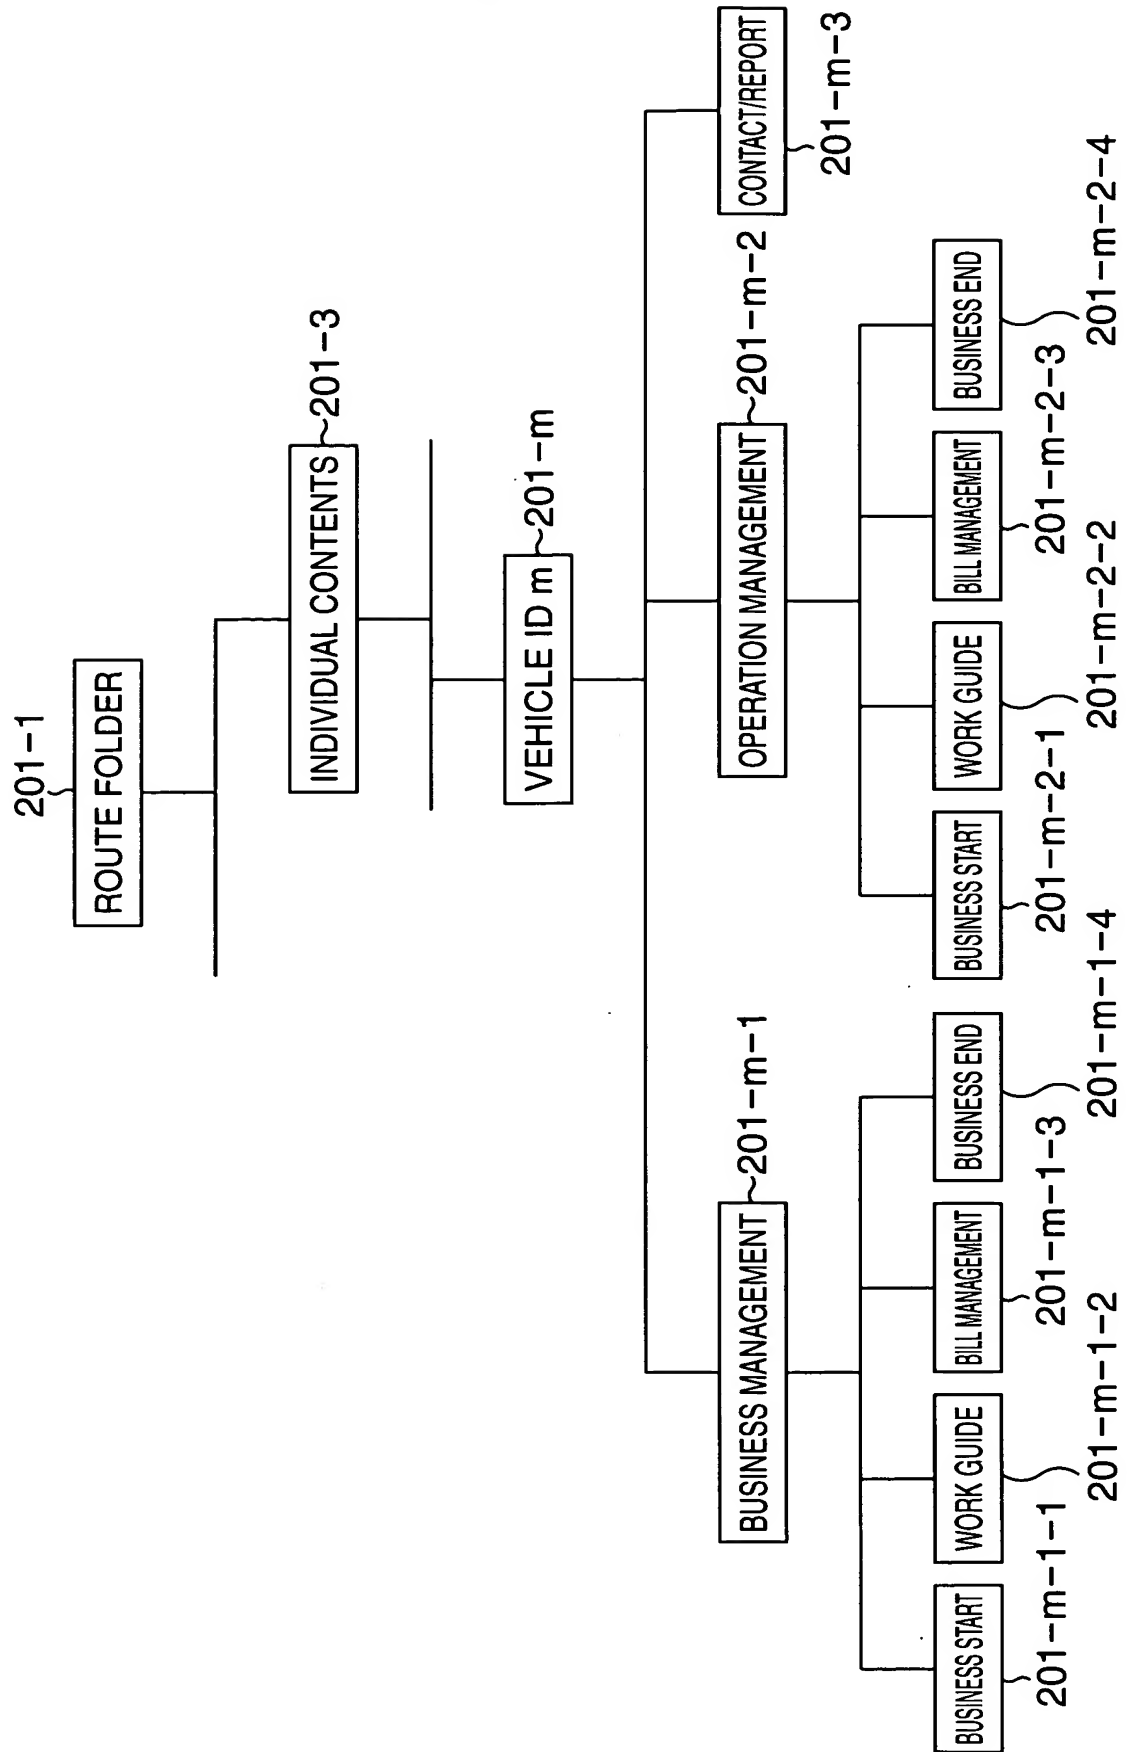 201-1
ROUTE FOLDER
INDIVIDUAL CONTENTS
201-3
VEHICLE ID m
201-m
BUSINESS MANAGEMENT
201-m-1
OPERATION MANAGEMENT
201-m-2
CONTACT/REPORT
201-m-3
BUSINESS START
201-m-1-1
WORK GUIDE
201-m-1-2
BILL MANAGEMENT
201-m-1-3
BUSINESS END
201-m-1-4
BUSINESS START
201-m-2-1
WORK GUIDE
201-m-2-2
BILL MANAGEMENT
201-m-2-3
BUSINESS END
201-m-2-4